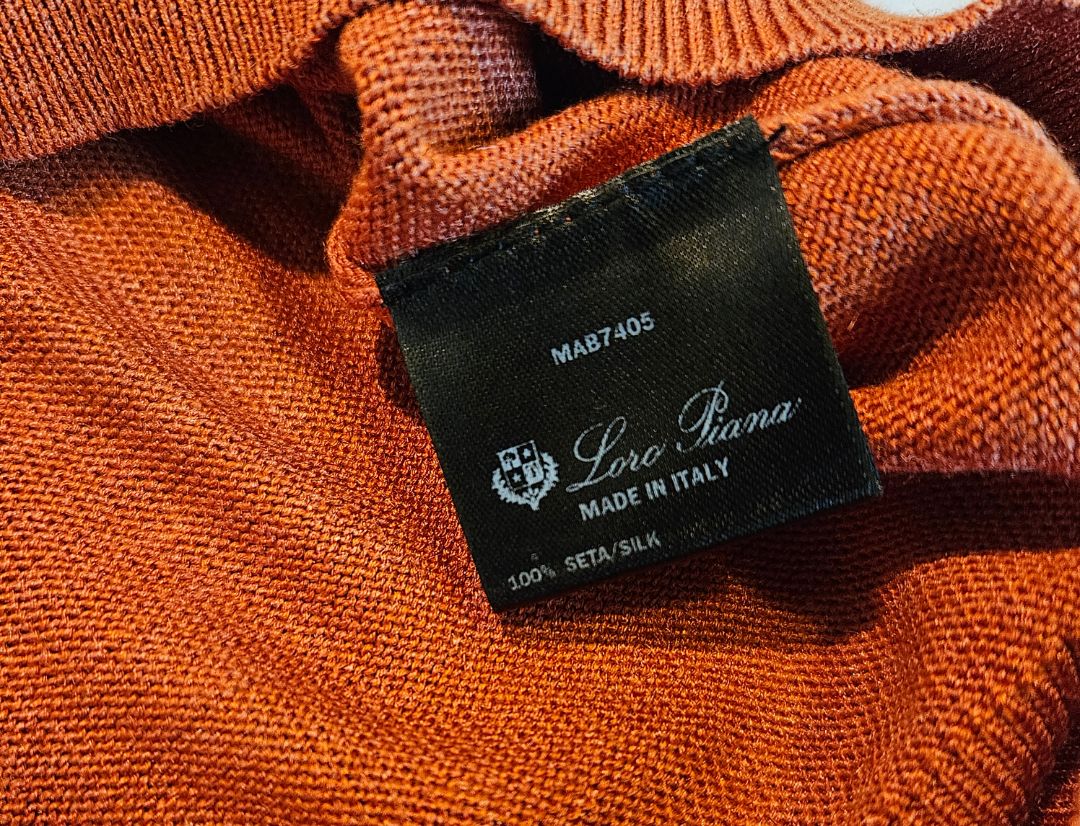 MAB7405
Loro Piana
MADE IN ITALY
100% SETA/SILK